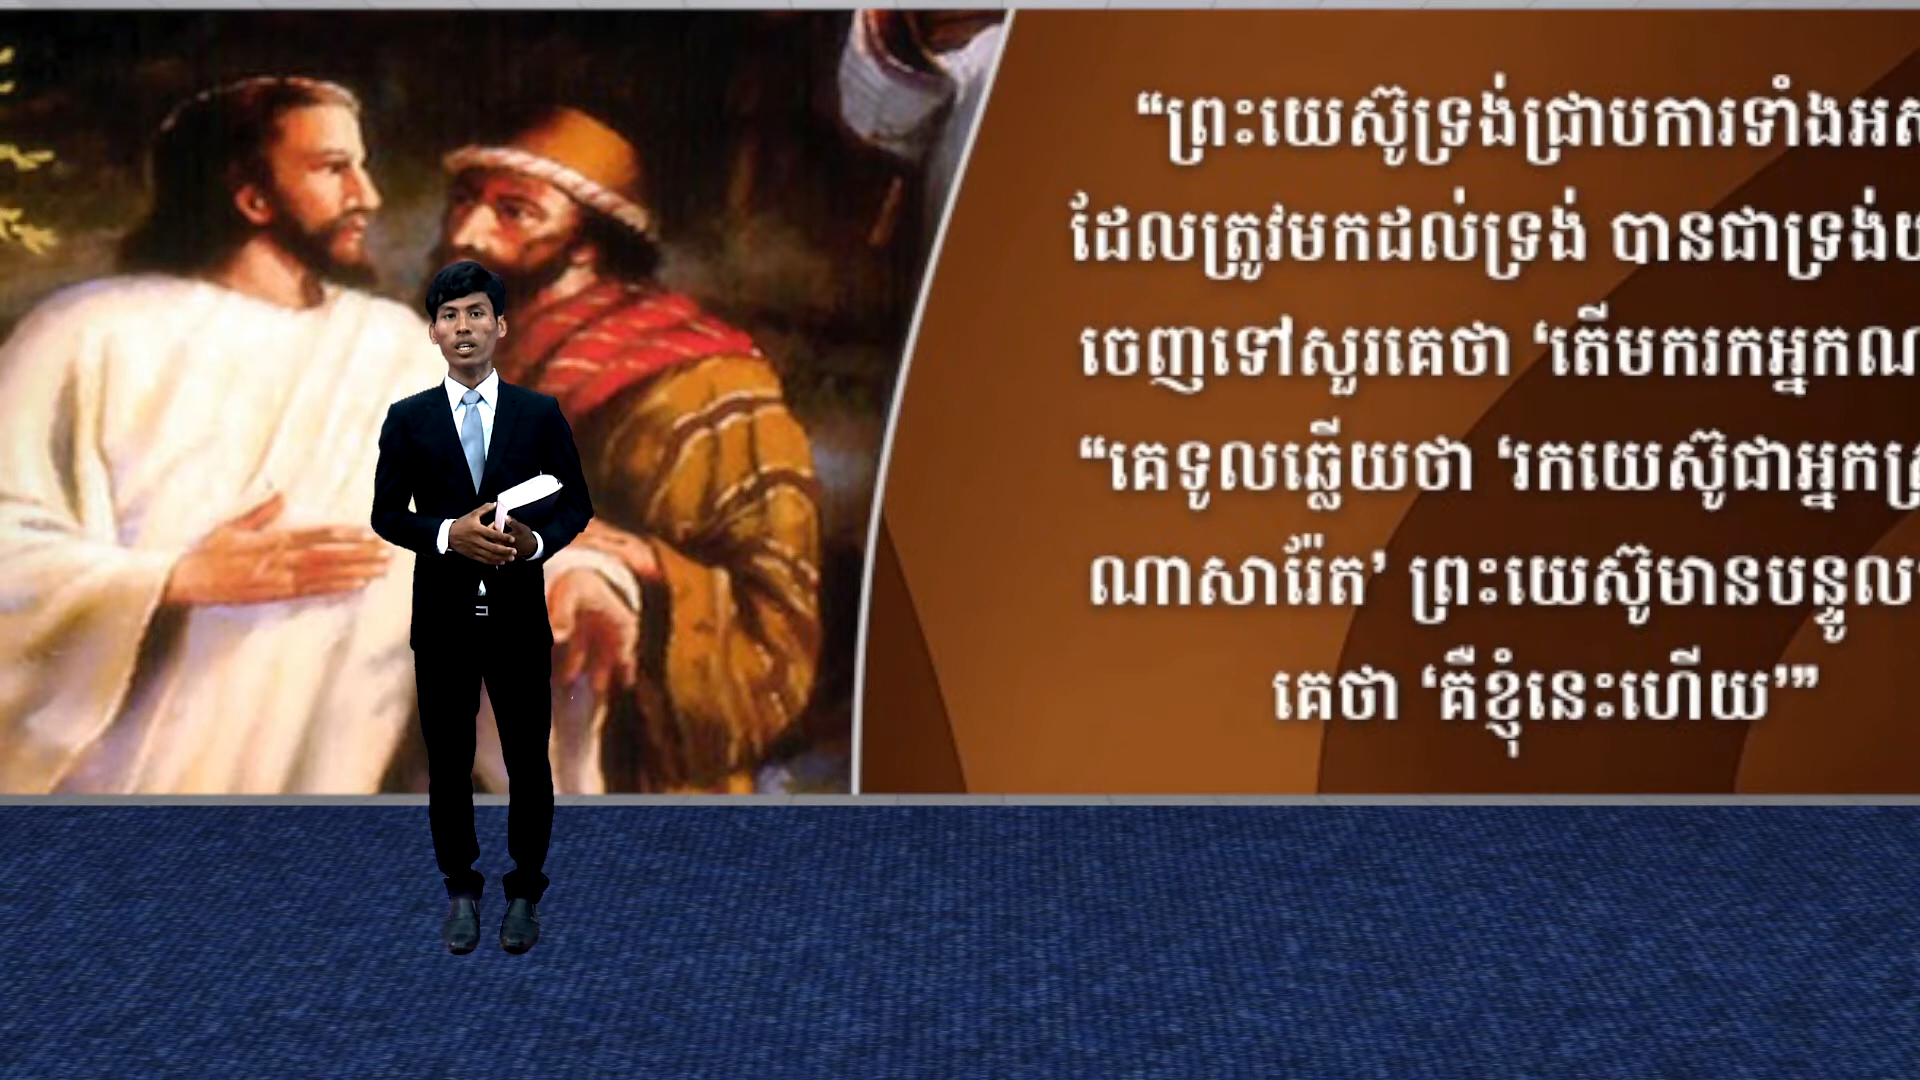 “ព្រះយេស៊ូទ្រង់ជ្រាបការទាំងអស
ដែលត្រូវមកដល់ទ្រង់ បានជាទ្រង់យ
ចេញទៅសួរគេថា ‘តើមករកអ្នកណ
“គេទូលឆ្លើយថា ‘រកយេស៊ូជាអ្នកស្រ
ណាសារ៉ែត’ ព្រះយេស៊ូមានបន្ទូល
គេថា ‘គឺខ្ញុំនេះហើយ’”